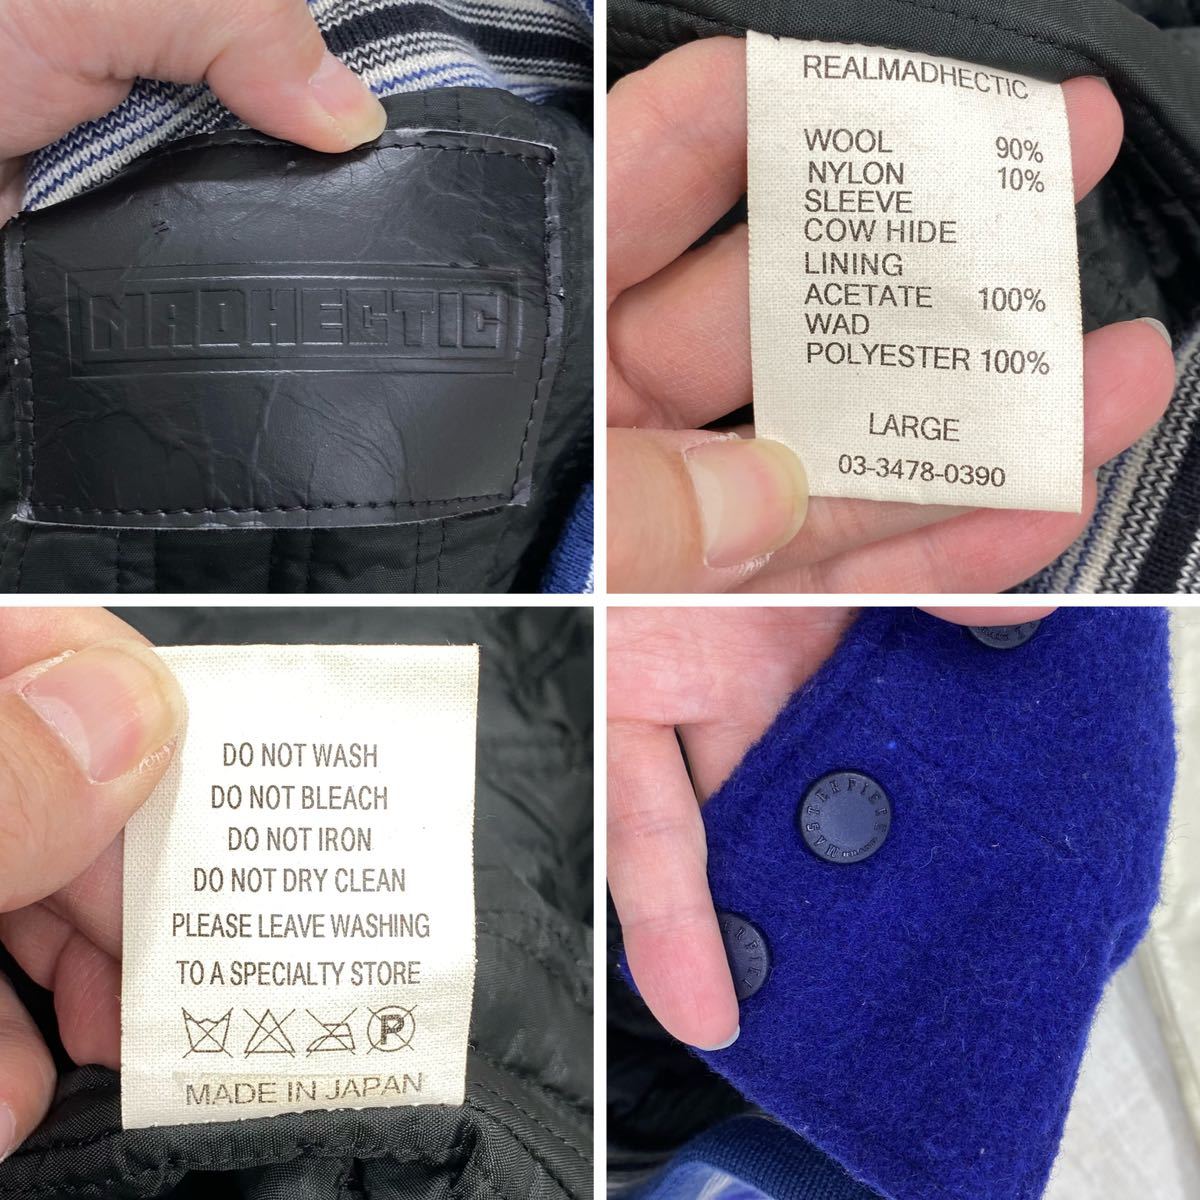 MADHECTIC
REALMADHECTIC
WOOL 90%
NYLON 10%
SLEEVE
COW HIDE
LINING
ACETATE 100%
WAD
POLYESTER 100%
LARGE
03-3478-0390
DO NOT WASH
DO NOT BLEACH
DO NOT IRON
DO NOT DRY CLEAN
PLEASE LEAVE WASHING
TO A SPECIALTY STORE
P
MADE IN JAPAN
MASTERPIECE
BRAND